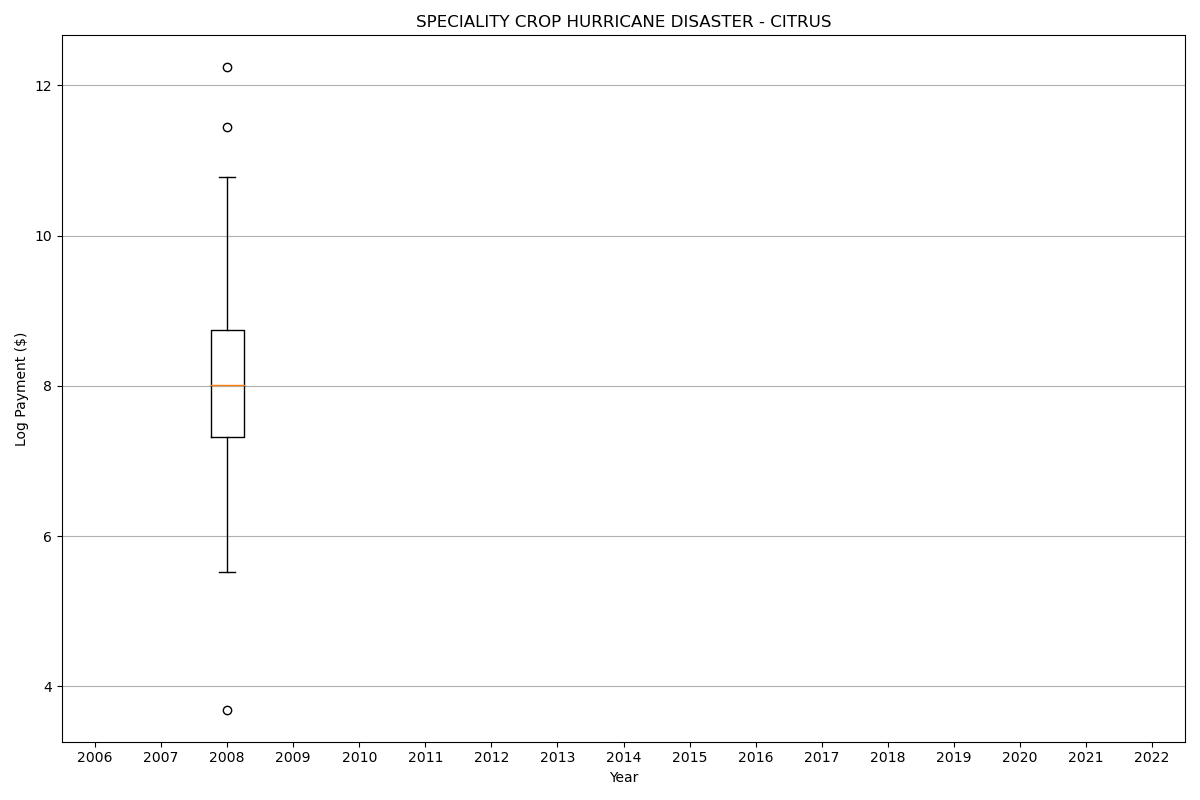 SPECIALITY CROP HURRICANE DISASTER - CITRUS
Log Payment ($)
12
10
8
6
4
2006 2007 2008 2009 2010 2011 2012 2013 2014 2015 2016 2017 2018 2019 2020 2021 2022
Year